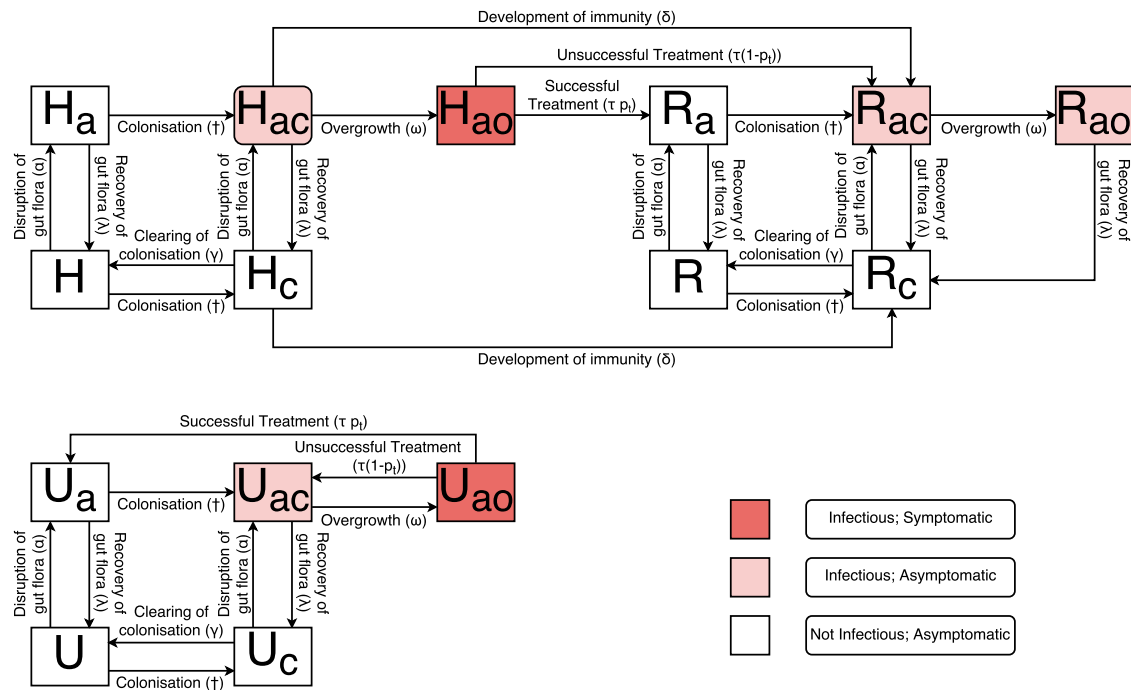 Development of immunity (δ)
Unsuccessful Treatment (τ(1-pt))
Successful
Treatment (τ pt)
Ha
Colonisation (†)
Hac
Overgrowth (ω)
Hao
Ra
Colonisation (†)
Rac
Overgrowth (ω)
Rao
Disruption of
gut flora (α)
Recovery of
gut flora (λ)
Disruption of
gut flora (α)
Recovery of
gut flora (λ)
Disruption of
gut flora (α)
Recovery of
gut flora (λ)
Disruption of
gut flora (α)
Recovery of
gut flora (λ)
Recovery of
gut flora (λ)
H
Clearing of
colonisation (γ)
Colonisation (†)
Hc
R
Clearing of
colonisation (γ)
Colonisation (†)
Rc
Development of immunity (δ)
Successful Treatment (τ pt)
Unsuccessful Treatment
(τ(1-pt))
Ua
Colonisation (†)
Uac
Overgrowth (ω)
Uao
Disruption of
gut flora (α)
Recovery of
gut flora (λ)
Disruption of
gut flora (α)
Recovery of
gut flora (λ)
U
Clearing of
colonisation (γ)
Colonisation (†)
Uc
Infectious; Symptomatic
Infectious; Asymptomatic
Not Infectious; Asymptomatic